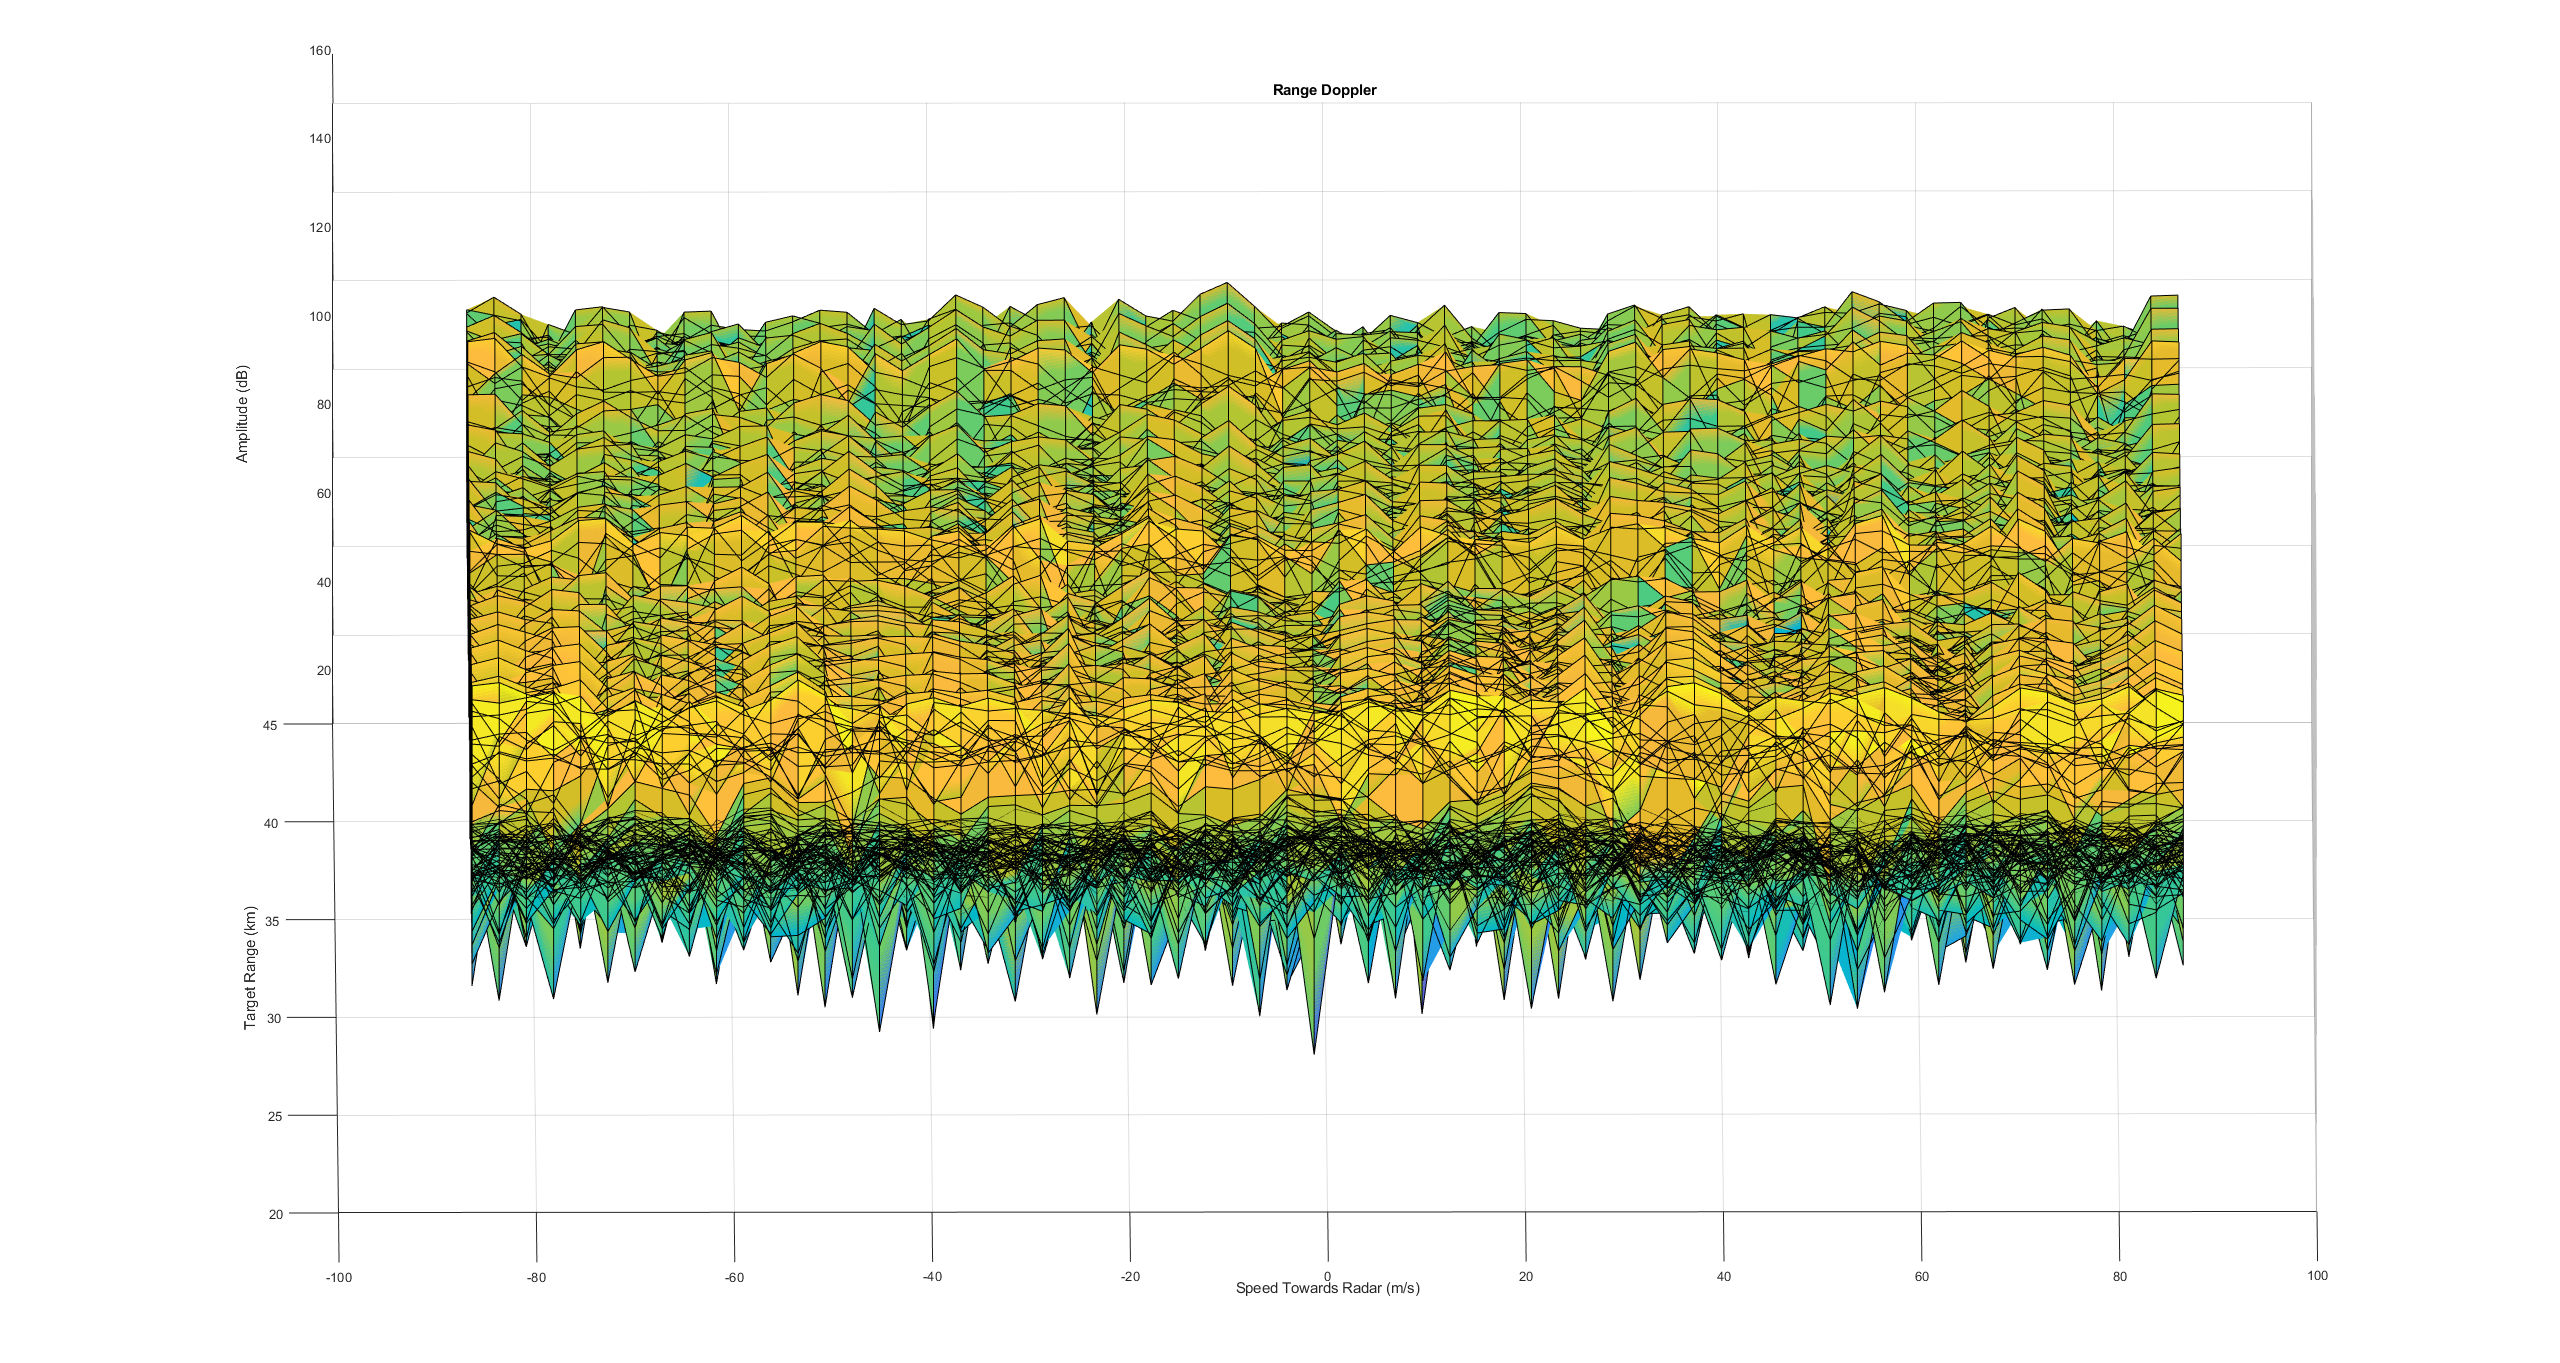 Range Doppler
160
140
120
100
80
60
40
20
Amplitude (dB)
45
40
35
30
25
20
Target Range (km)
-100 -80 -60 -40 -20 0 20 40 60 80 100
Speed Towards Radar (m/s)